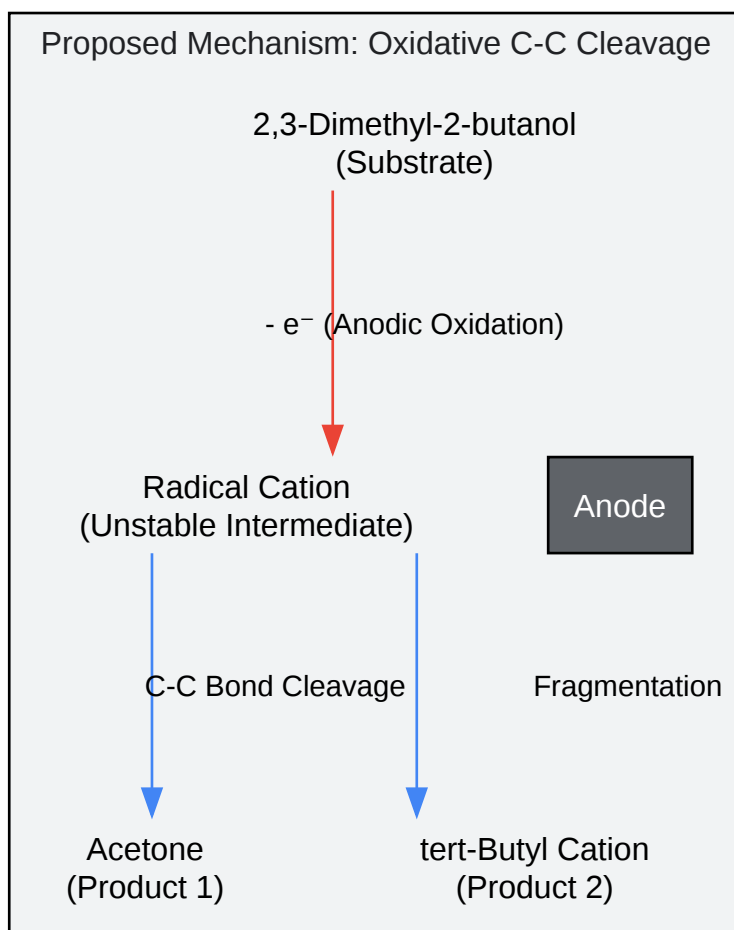 Proposed Mechanism: Oxidative C-C Cleavage
2,3-Dimethyl-2-butanol
(Substrate)
- e⁻ (Anodic Oxidation)
Radical Cation
(Unstable Intermediate)
Anode
C-C Bond Cleavage
Fragmentation
Acetone
(Product 1)
tert-Butyl Cation
(Product 2)